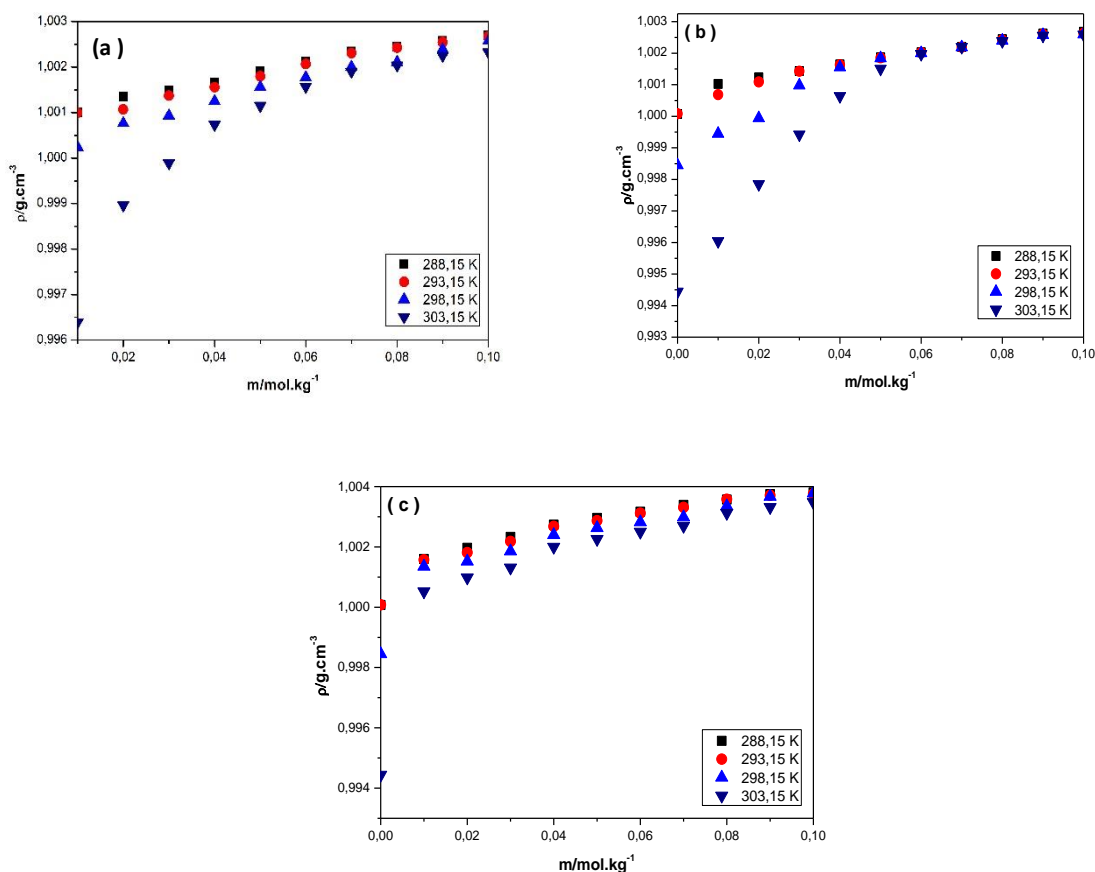 (a )
1,003
1,002
1,001
1,000
0,999
0,998
0,997
0,996
ρ/g.cm-3
0,02
0,04
0,06
0,08
0,10
m/mol.kg-1
288,15 K
293,15 K
298,15 K
303,15 K
( b )
1,003
1,002
1,001
1,000
0,999
0,998
0,997
0,996
0,995
0,994
0,993
ρ/g.cm-3
0,00
0,02
0,04
0,06
0,08
0,10
m/mol.kg-1
288,15 K
293,15 K
298,15 K
303,15 K
( c )
1,004
1,002
1,000
0,998
0,996
0,994
ρ/g.cm-3
0,00
0,02
0,04
0,06
0,08
0,10
m/mol.kg-1
288,15 K
293,15 K
298,15 K
303,15 K